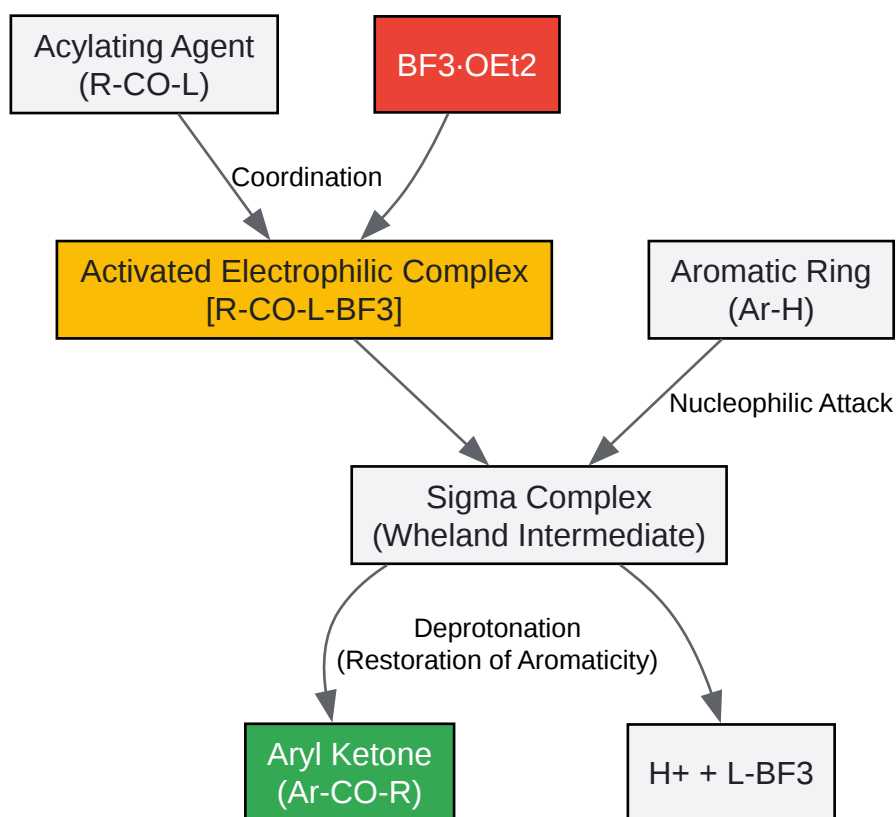 Acylating Agent
(R-CO-L)
BF3·OEt2
Coordination
Activated Electrophilic Complex
[R-CO-L-BF3]
Aromatic Ring
(Ar-H)
Nucleophilic Attack
Sigma Complex
(Wheland Intermediate)
Deprotonation
(Restoration of Aromaticity)
Aryl Ketone
(Ar-CO-R)
H+ + L-BF3